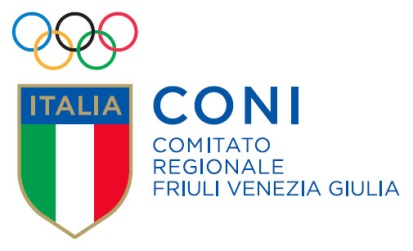 ITALIA
CONI
COMITATO
REGIONALE
FRIULI VENEZIA GIULIA